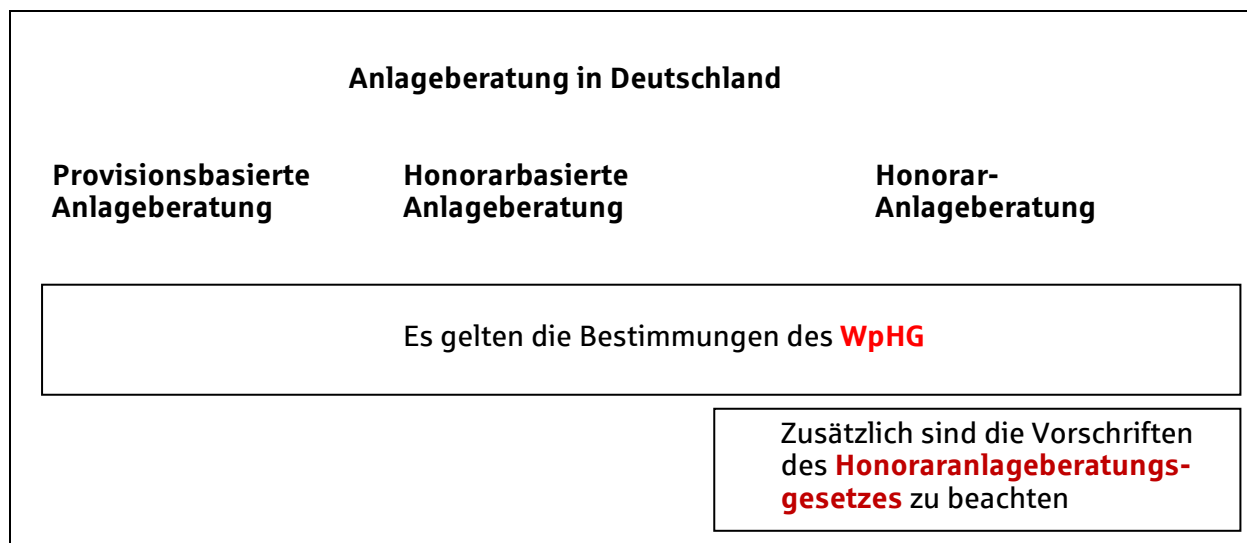 Anlageberatung in Deutschland
Provisionsbasierte
Anlageberatung
Honorarbasierte
Anlageberatung
Honorar-
Anlageberatung
Es gelten die Bestimmungen des WpHG
Zusätzlich sind die Vorschriften
des Honoraranlageberatungs-
gesetzes zu beachten